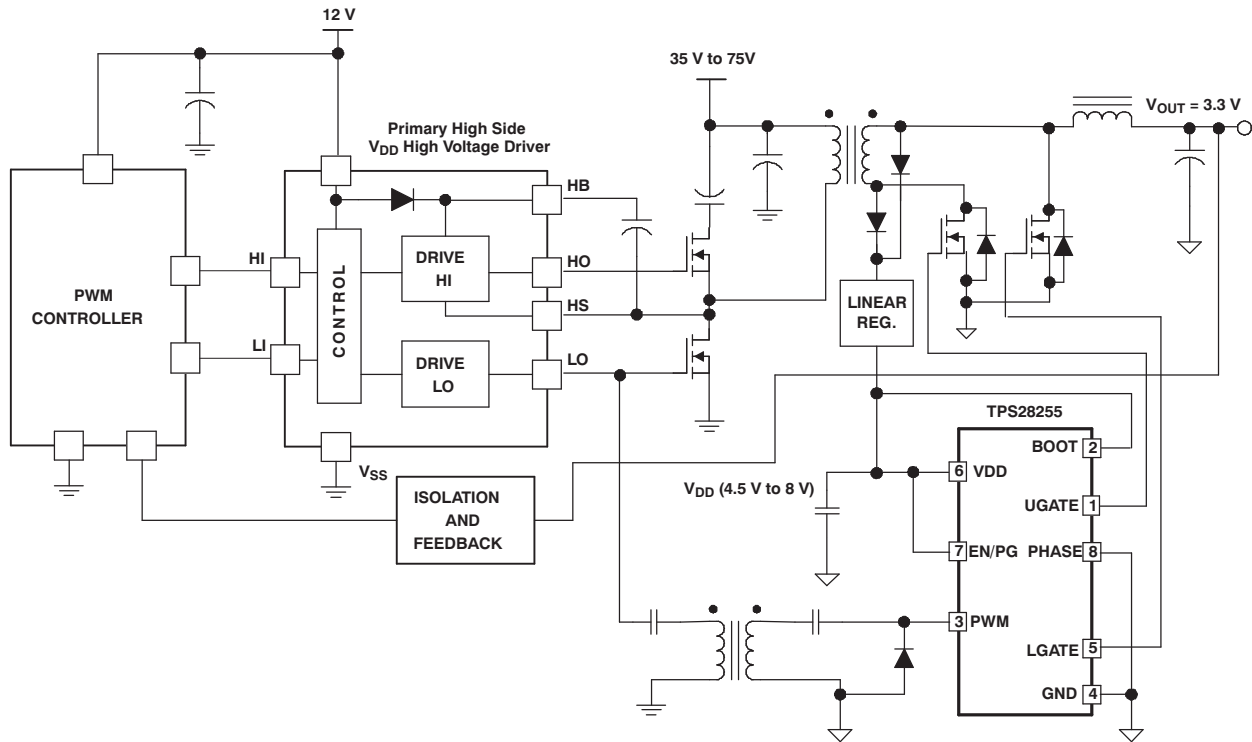 12 V
35 V to 75V
VOUT = 3.3 V
Primary High Side
VDD High Voltage Driver
HB
HI
DRIVE
HI
HO
PWM
CONTROLLER
CONTROL
HS
LINEAR
REG.
LI
DRIVE
LO
LO
TPS28255
BOOT
2
VSS
6
VDD
ISOLATION
AND
FEEDBACK
VDD (4.5 V to 8 V)
UGATE
1
7
EN/PG
PHASE
8
3
PWM
LGATE
5
GND
4